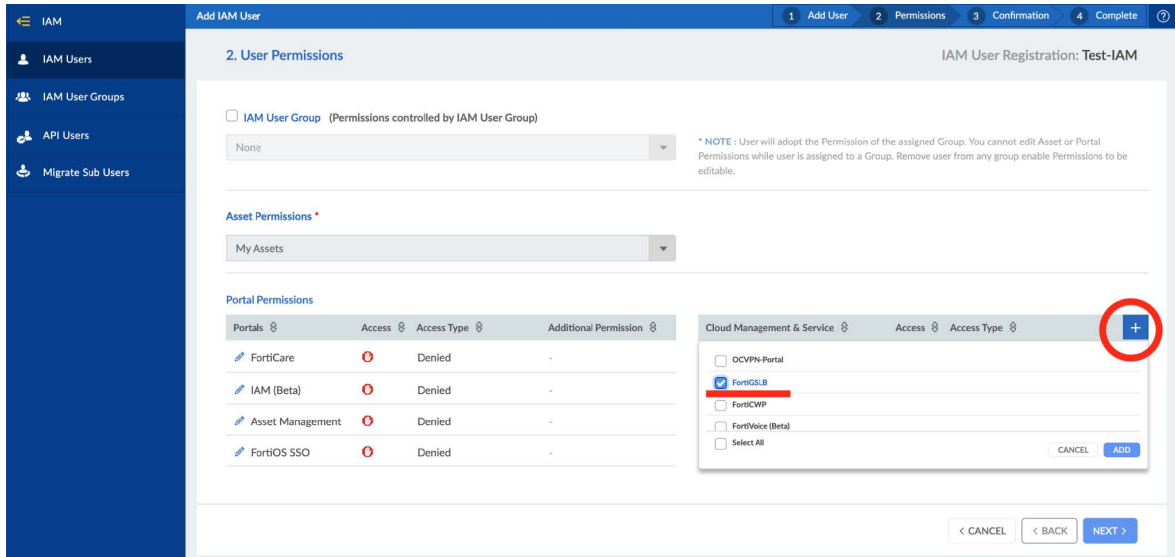 IAM
IAM Users
IAM User Groups
API Users
Migrate Sub Users
Add IAM User
1 Add User 2 Permissions 3 Confirmation 4 Complete
2. User Permissions
IAM User Registration: Test-IAM
IAM User Group (Permissions controlled by IAM User Group)
None
* NOTE : User will adopt the Permission of the assigned Group. You cannot edit Asset or Portal
Permissions while user is assigned to a Group. Remove user from any group enable Permissions to be
editable.
Asset Permissions *
My Assets
Portal Permissions
Portals Access Access Type Additional Permission
FortiCare Denied -
IAM (Beta) Denied -
Asset Management Denied -
FortiOS SSO Denied -
Cloud Management & Service Access Access Type +
OCVPN-Portal
FortiGSLB
FortiCWP
FortiVoice (Beta)
Select All
CANCEL ADD
< CANCEL < BACK NEXT >